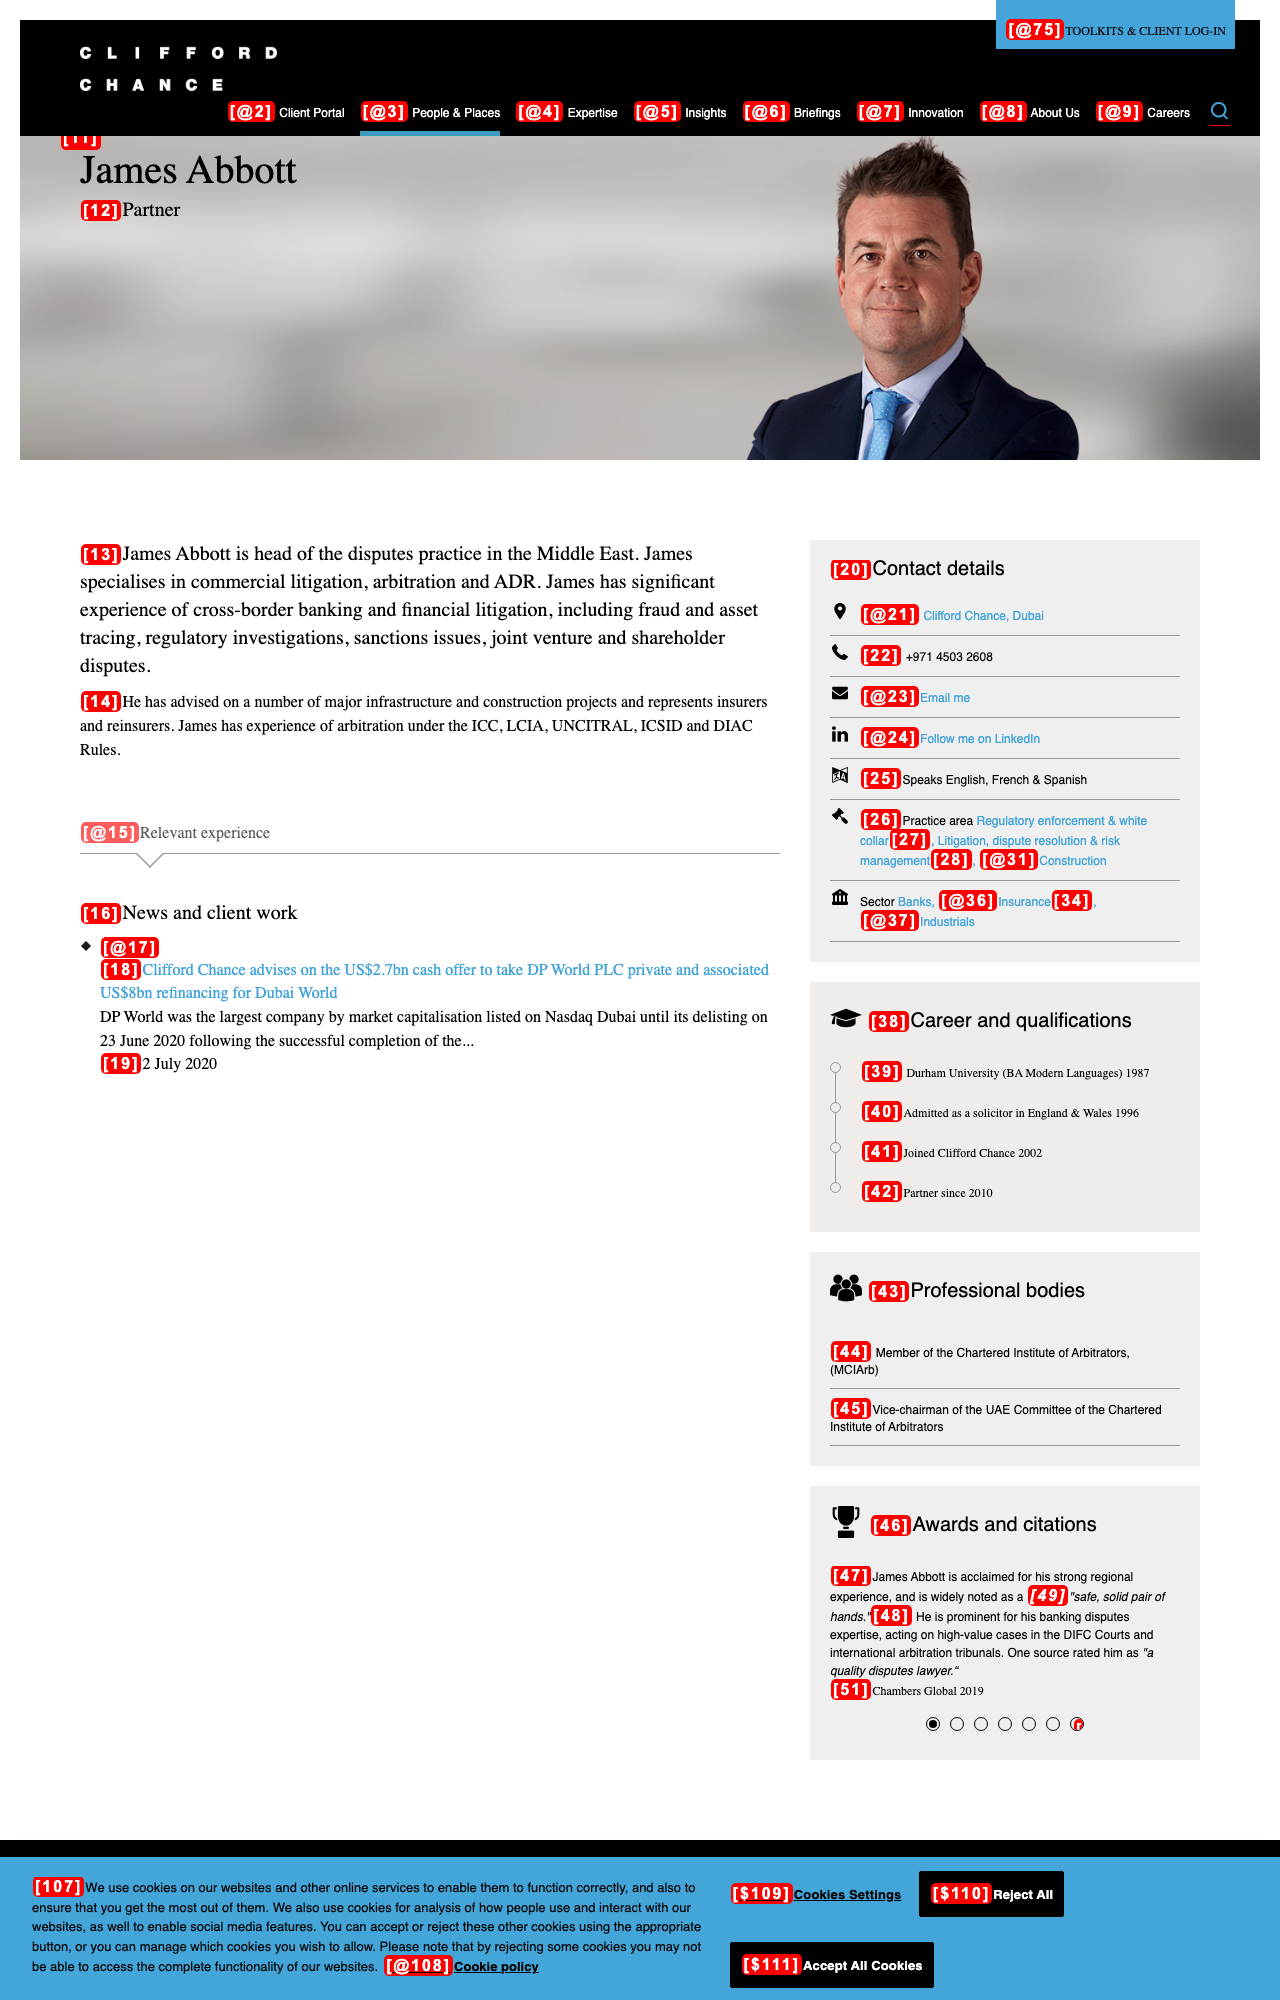 [@75]TOOLKITS & CLIENT LOG-IN
CLIFFORD
CHANCE
[@2] Client Portal [@3] People & Places [@4] Expertise [@5] Insights [@6] Briefings [@7] Innovation [@8] About Us [@9] Careers
[11]
James Abbott
[12]Partner
[13]James Abbott is head of the disputes practice in the Middle East. James
specialises in commercial litigation, arbitration and ADR. James has significant
experience of cross-border banking and financial litigation, including fraud and asset
tracing, regulatory investigations, sanctions issues, joint venture and shareholder
disputes.
[14]He has advised on a number of major infrastructure and construction projects and represents insurers
and reinsurers. James has experience of arbitration under the ICC, LCIA, UNCITRAL, ICSID and DIAC
Rules.
[@15]Relevant experience
[16]News and client work
[@17]
[18]Clifford Chance advises on the US$2.7bn cash offer to take DP World PLC private and associated
US$8bn refinancing for Dubai World
DP World was the largest company by market capitalisation listed on Nasdaq Dubai until its delisting on
23 June 2020 following the successful completion of the...
[19]2 July 2020
[20]Contact details
[@21] Clifford Chance, Dubai
[22] +971 4503 2608
[@23]Email me
[@24]Follow me on LinkedIn
[25]Speaks English, French & Spanish
[26]Practice area Regulatory enforcement & white
collar[27], Litigation, dispute resolution & risk
management[28], [@31]Construction
Sector Banks, [@36]Insurance[34],
[@37]Industrials
[38]Career and qualifications
[39] Durham University (BA Modern Languages) 1987
[40]Admitted as a solicitor in England & Wales 1996
[41]Joined Clifford Chance 2002
[42]Partner since 2010
[43]Professional bodies
[44] Member of the Chartered Institute of Arbitrators,
(MCIArb)
[45]Vice-chairman of the UAE Committee of the Chartered
Institute of Arbitrators
[46]Awards and citations
[47]James Abbott is acclaimed for his strong regional
experience, and is widely noted as a [49]"safe, solid pair of
hands."[48] He is prominent for his banking disputes
expertise, acting on high-value cases in the DIFC Courts and
international arbitration tribunals. One source rated him as "a
quality disputes lawyer.“
[51]Chambers Global 2019
[107]We use cookies on our websites and other online services to enable them to function correctly, and also to
ensure that you get the most out of them. We also use cookies for analysis of how people use and interact with our
websites, as well to enable social media features. You can accept or reject these other cookies using the appropriate
button, or you can manage which cookies you wish to allow. Please note that by rejecting some cookies you may not
be able to access the complete functionality of our websites. [@108]Cookie policy
[$109]Cookies Settings [$110]Reject All
[$111]Accept All Cookies